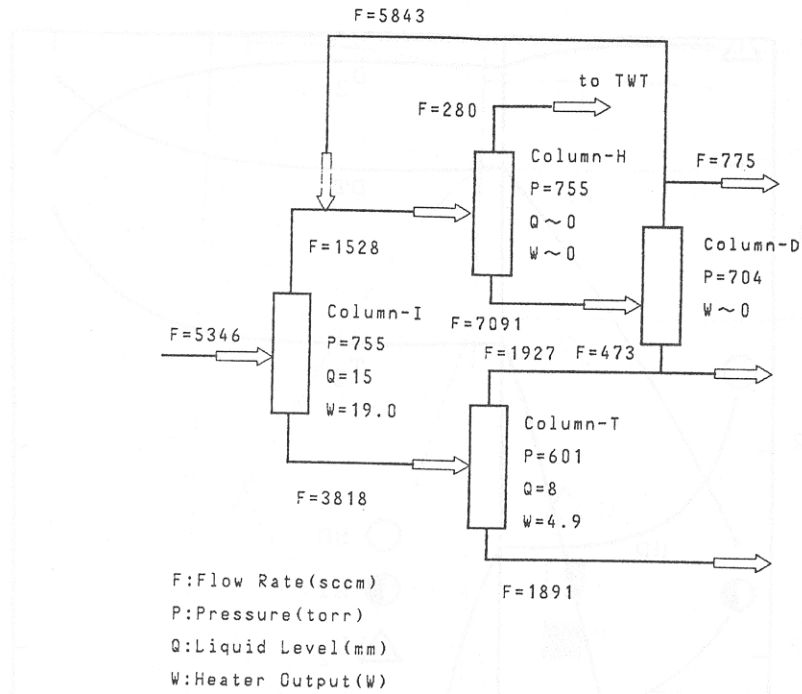 F=5843
to TWT
F=280
Column-H
P=755
Q~0
W~0
F=775
F=1528
Column-D
P=704
W~0
F=5346
Column-I
P=755
Q=15
W=19.0
F=7091
F=1927
F=473
Column-T
P=601
Q=8
W=4.9
F=3818
F=1891
F:Flow Rate(sccm)
P:Pressure(torr)
Q:Liquid Level(mm)
W:Heater Output(W)